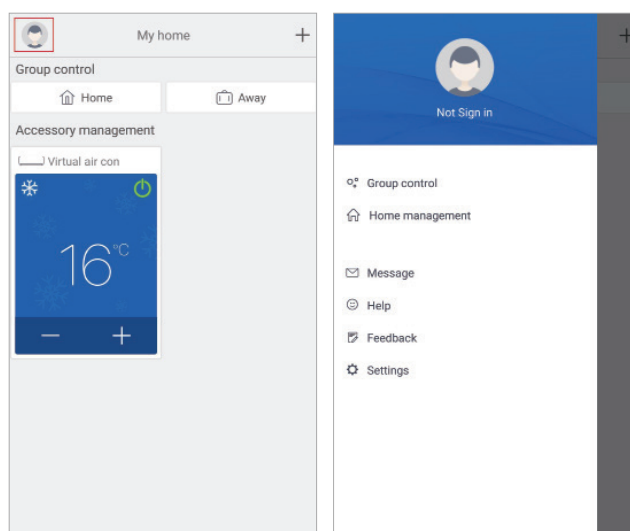 My home
+
Group control
Home
Away
Accessory management
Virtual air con
16°C
− +
Not Sign in
Group control
Home management
Message
Help
Feedback
Settings
+